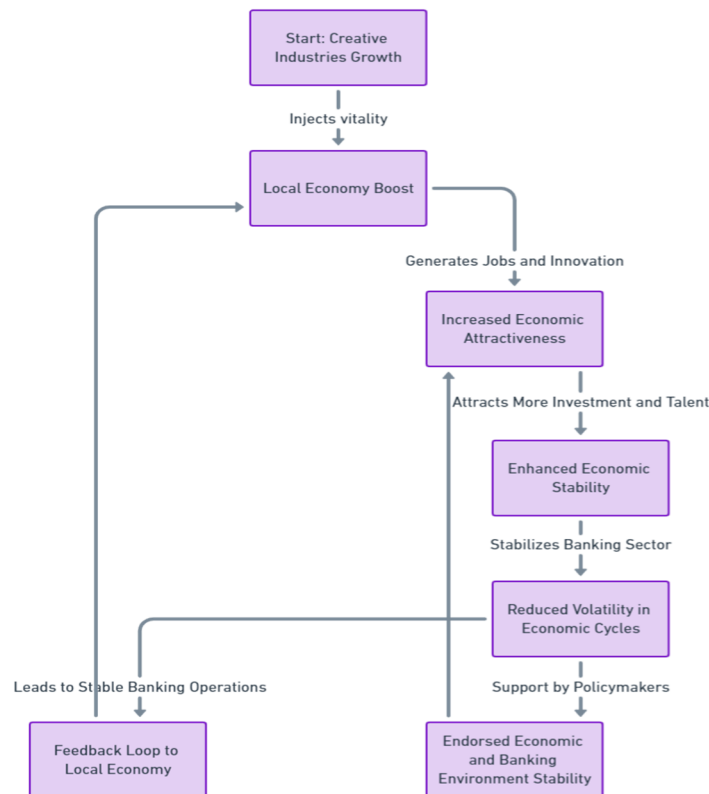 Start: Creative
Industries Growth
Injects vitality
Local Economy Boost
Generates Jobs and Innovation
Increased Economic
Attractiveness
Attracts More Investment and Talent
Enhanced Economic
Stability
Stabilizes Banking Sector
Reduced Volatility in
Economic Cycles
Leads to Stable Banking Operations
Support by Policymakers
Feedback Loop to
Local Economy
Endorsed Economic
and Banking
Environment Stability